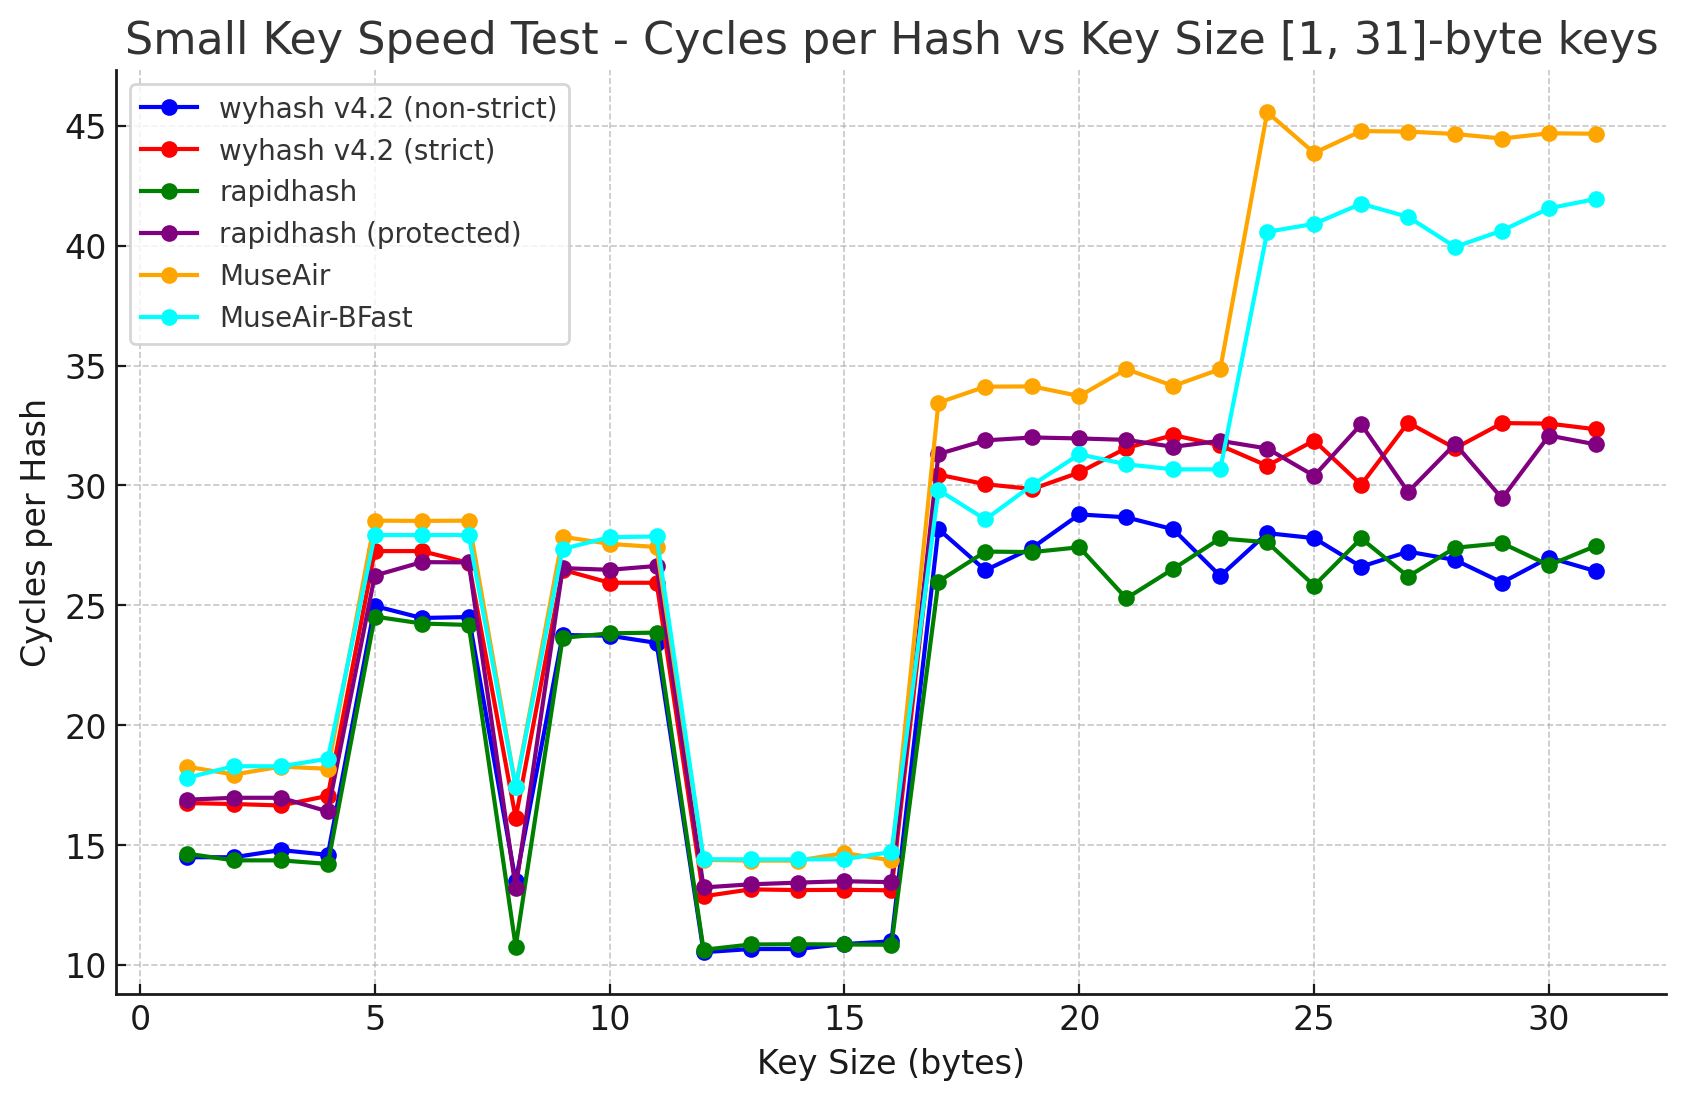 Small Key Speed Test - Cycles per Hash vs Key Size [1, 31]-byte keys
wyhash v4.2 (non-strict)
wyhash v4.2 (strict)
rapidhash
rapidhash (protected)
MuseAir
MuseAir-BFast
Cycles per Hash
45
40
35
30
25
20
15
10
0 5 10 15 20 25 30
Key Size (bytes)